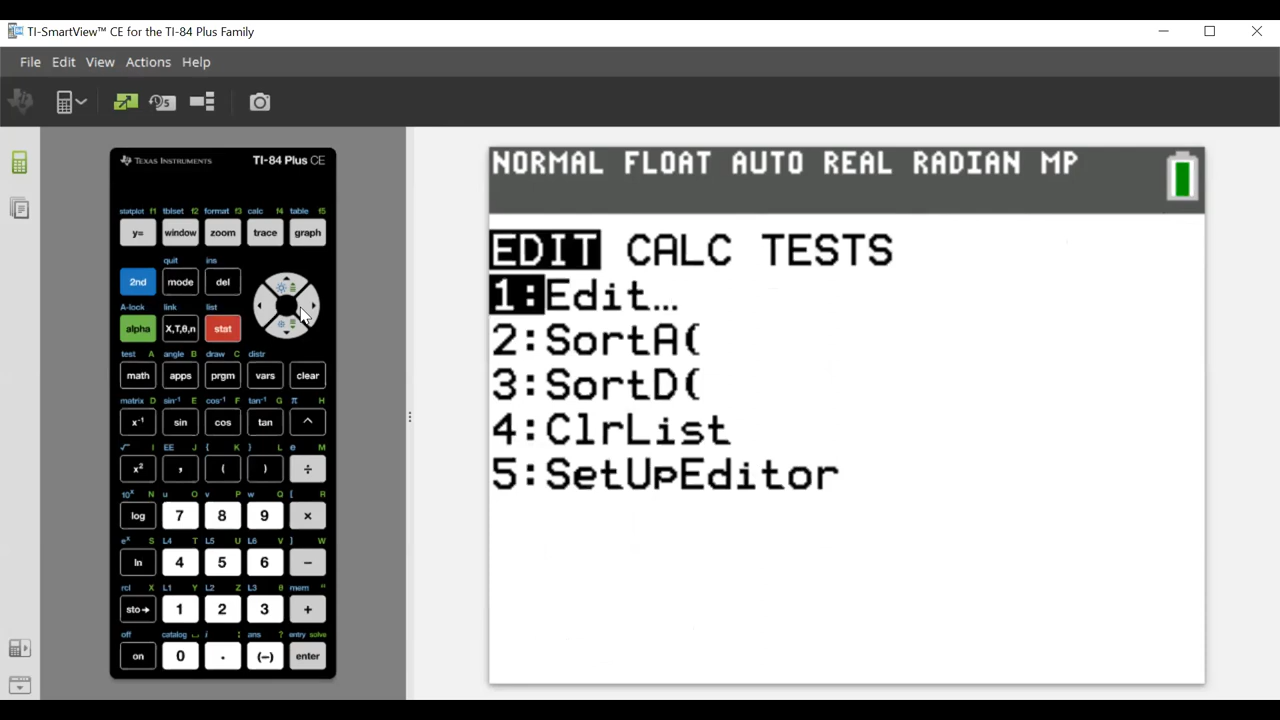 TI-SmartView™ CE for the TI-84 Plus Family
File Edit View Actions Help
TEXAS INSTRUMENTS TI-84 Plus CE
NORMAL FLOAT AUTO REAL RADIAN MP
EDIT CALC TESTS
1:Edit…
2:SortA(
3:SortD(
4:ClrList
5:SetUpEditor
statplot f1 tblset f2 format f3 calc f4 table f5
y= window zoom trace graph
quit ins
2nd mode del
A-lock link list
alpha X,T,θ,n stat
test A angle B draw C distr
math apps prgm vars clear
matrix D sin⁻¹ E cos⁻¹ F tan⁻¹ G π H
x⁻¹ sin cos tan ^
√ I EE J { K } L e M
x² , ( ) ÷
10ˣ N u O v P w Q [ R
log 7 8 9 ×
eˣ S L4 T L5 U L6 V ] W
ln 4 5 6 −
rcl X L1 Y L2 Z L3 θ mem "
sto→ 1 2 3 +
off catalog ⎵ i : ans ? entry solve
on 0 . (−) enter